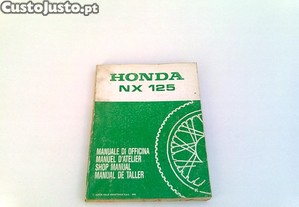 CustoJusto.pt
HONDA
NX 125
MANUALE DI OFFICINA
MANUEL D'ATELIER
SHOP MANUAL
MANUAL DE TALLER